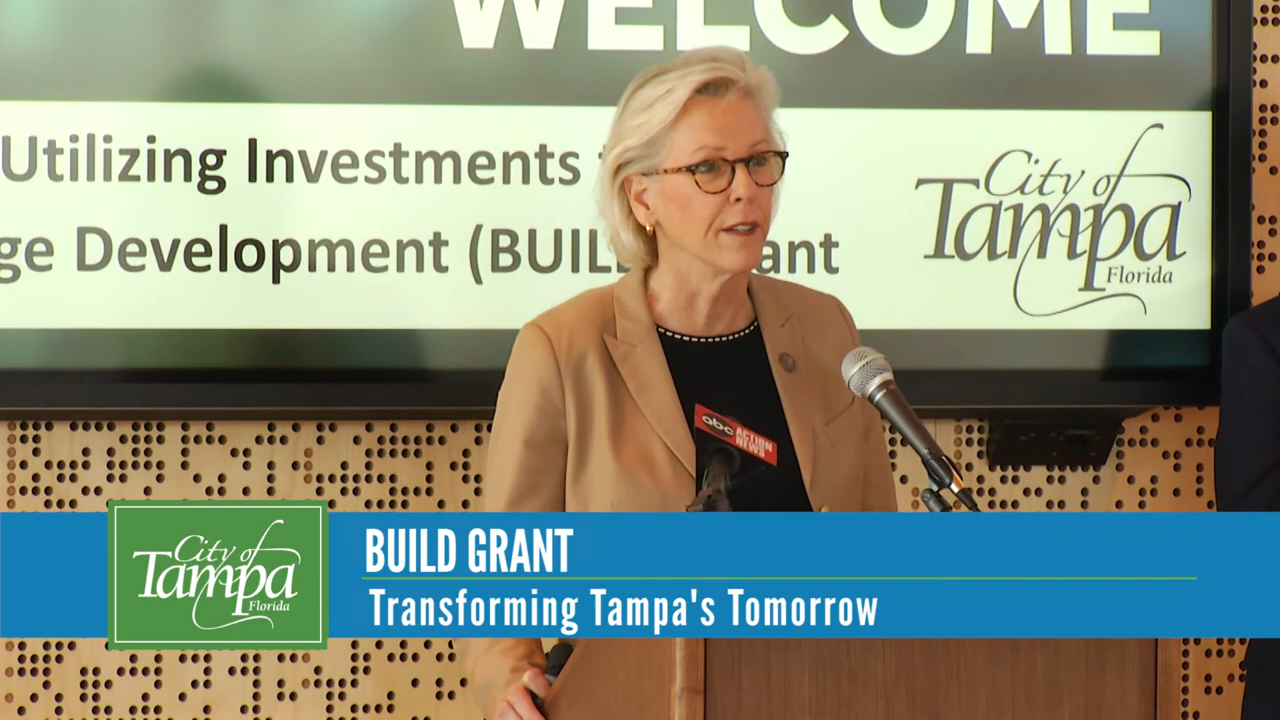 WELCOME
Utilizing Investments
ge Development (BUIL ant
City of
Tampa
Florida
abc ACTION
NEWS
City of
Tampa
Florida
BUILD GRANT
Transforming Tampa's Tomorrow